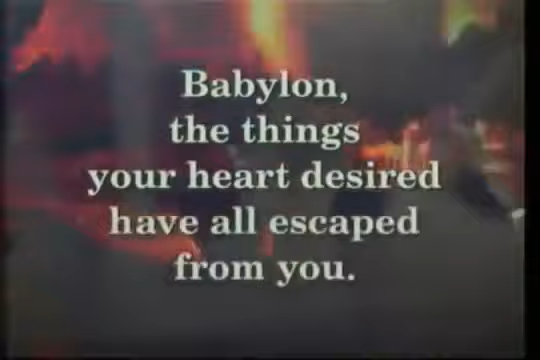 Babylon,
the things
your heart desired
have all escaped
from you.